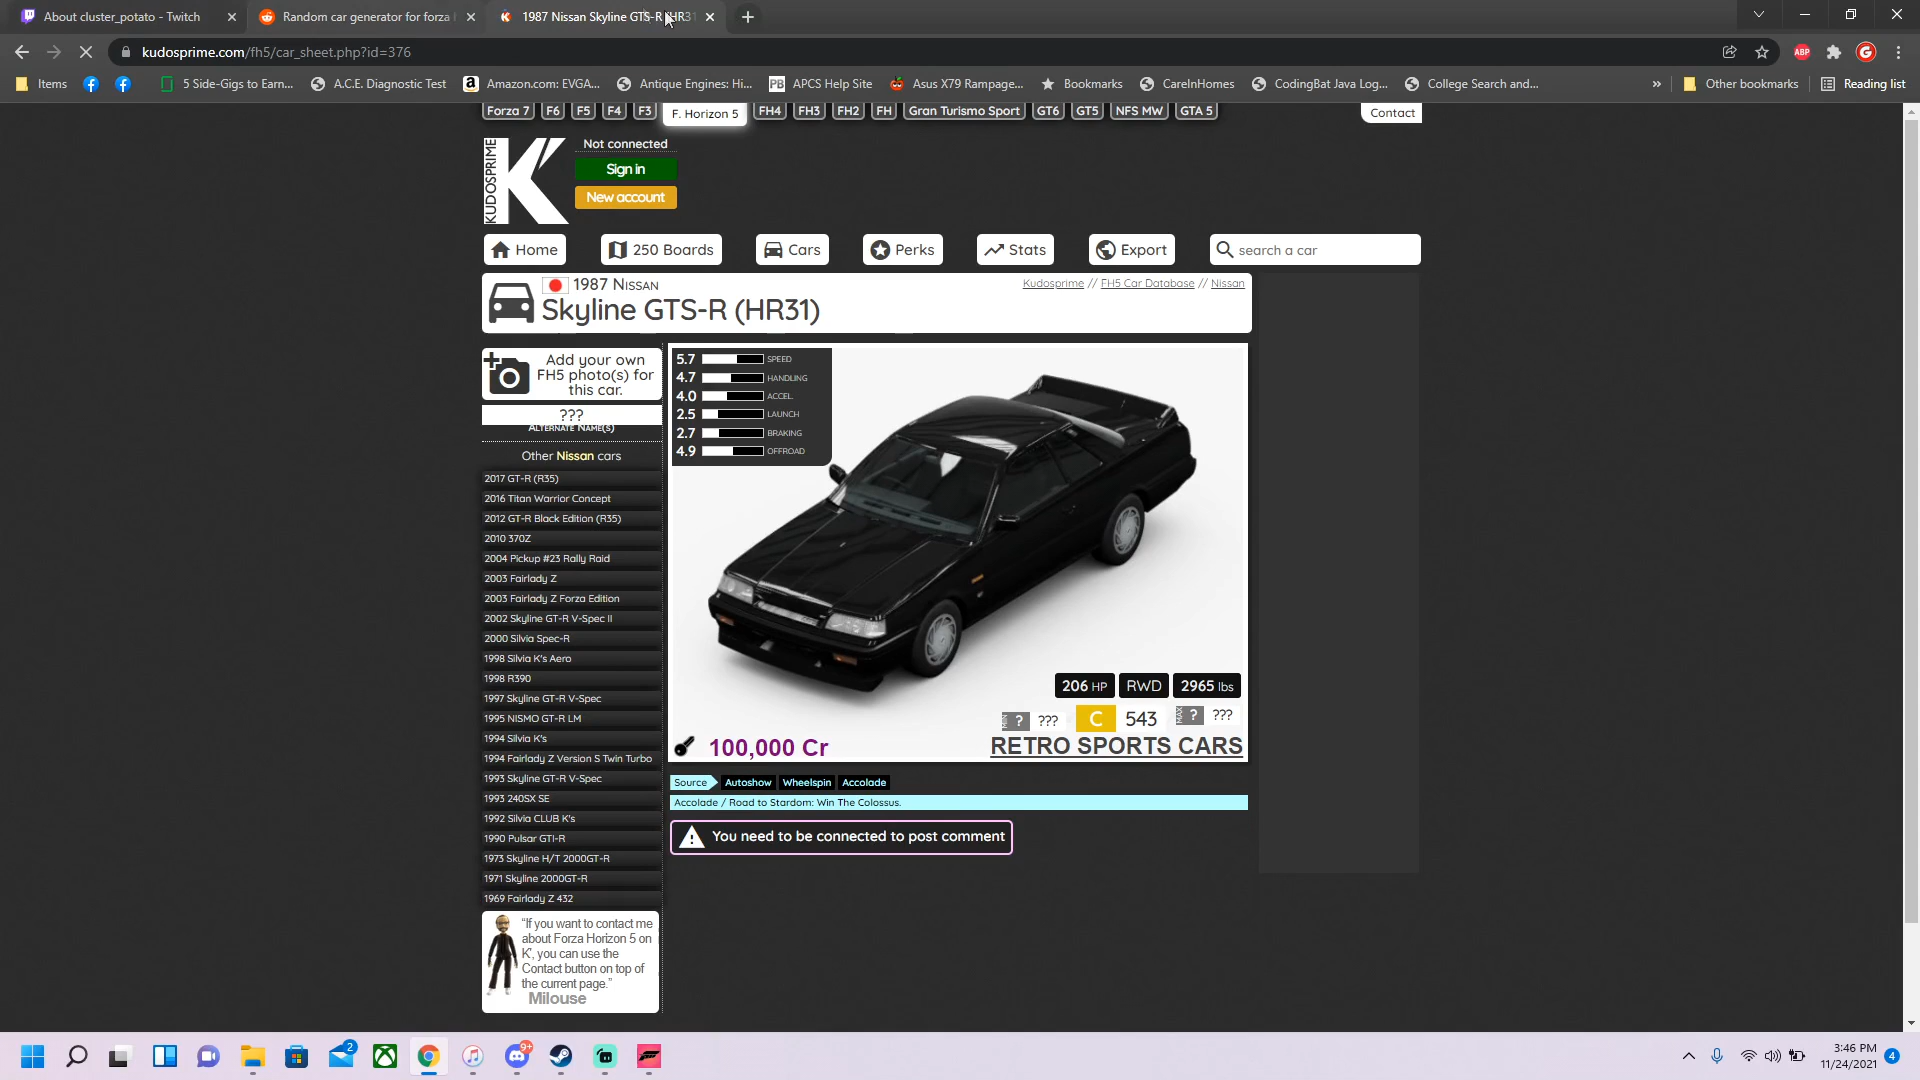 About cluster_potato - Twitch
Random car generator for forza
1987 Nissan Skyline GTS-R (HR31
kudosprime.com/fh5/car_sheet.php?id=376
ABP
G
Items
5 Side-Gigs to Earn...
A.C.E. Diagnostic Test
Amazon.com: EVGA...
Antique Engines: Hi...
PB
APCS Help Site
Asus X79 Rampage...
Bookmarks
CareInHomes
CodingBat Java Log...
College Search and...
»
Other bookmarks
Reading list
Forza 7
F6
F5
F4
F3
F. Horizon 5
FH4
FH3
FH2
FH
Gran Turismo Sport
GT6
GT5
NFS MW
GTA 5
Contact
KUDOSPRIME
K
Not connected
Sign in
New account
Home
250 Boards
Cars
Perks
Stats
Export
search a car
1987 Nissan
Skyline GTS-R (HR31)
Kudosprime // FH5 Car Database // Nissan
Add your own
FH5 photo(s) for
this car.
???
Alternate Name(s)
Other Nissan cars
2017 GT-R (R35)
2016 Titan Warrior Concept
2012 GT-R Black Edition (R35)
2010 370Z
2004 Pickup #23 Rally Raid
2003 Fairlady Z
2003 Fairlady Z Forza Edition
2002 Skyline GT-R V-Spec II
2000 Silvia Spec-R
1998 Silvia K's Aero
1998 R390
1997 Skyline GT-R V-Spec
1995 NISMO GT-R LM
1994 Silvia K's
1994 Fairlady Z Version S Twin Turbo
1993 Skyline GT-R V-Spec
1993 240SX SE
1992 Silvia CLUB K's
1990 Pulsar GTI-R
1973 Skyline H/T 2000GT-R
1971 Skyline 2000GT-R
1969 Fairlady Z 432
"If you want to contact me
about Forza Horizon 5 on
K', you can use the
Contact button on top of
the current page."
Milouse
5.7 SPEED
4.7 HANDLING
4.0 ACCEL.
2.5 LAUNCH
2.7 BRAKING
4.9 OFFROAD
206 HP
RWD
2965 lbs
MIN ? ???
C 543
MAX ? ???
100,000 Cr
RETRO SPORTS CARS
Source
Autoshow
Wheelspin
Accolade
Accolade / Road to Stardom: Win The Colossus.
You need to be connected to post comment
2
9+
3:46 PM
11/24/2021
4